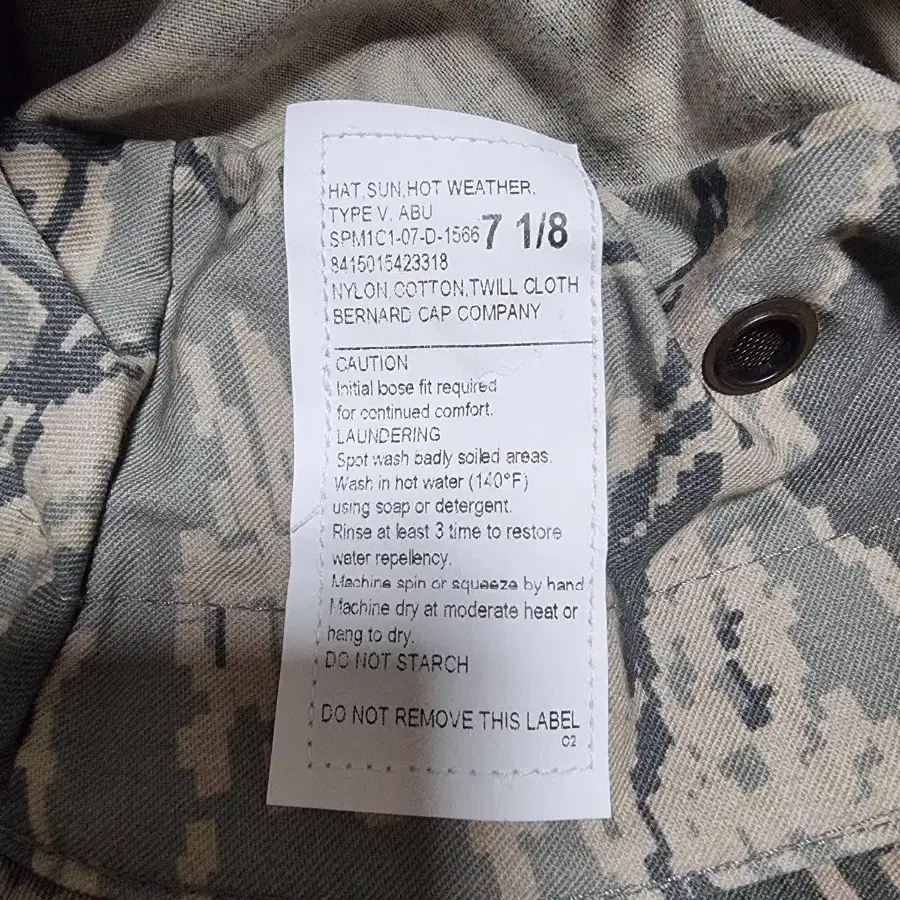 HAT,SUN,HOT WEATHER,
TYPE V, ABU
SPM1C1-07-D-1566 7 1/8
8415015423318
NYLON,COTTON,TWILL CLOTH
BERNARD CAP COMPANY
CAUTION
Initial loose fit required
for continued comfort.
LAUNDERING
Spot wash badly soiled areas.
Wash in hot water (140°F)
using soap or detergent.
Rinse at least 3 time to restore
water repellency.
Machine spin or squeeze by hand
Machine dry at moderate heat or
hang to dry.
DO NOT STARCH
DO NOT REMOVE THIS LABEL
C2